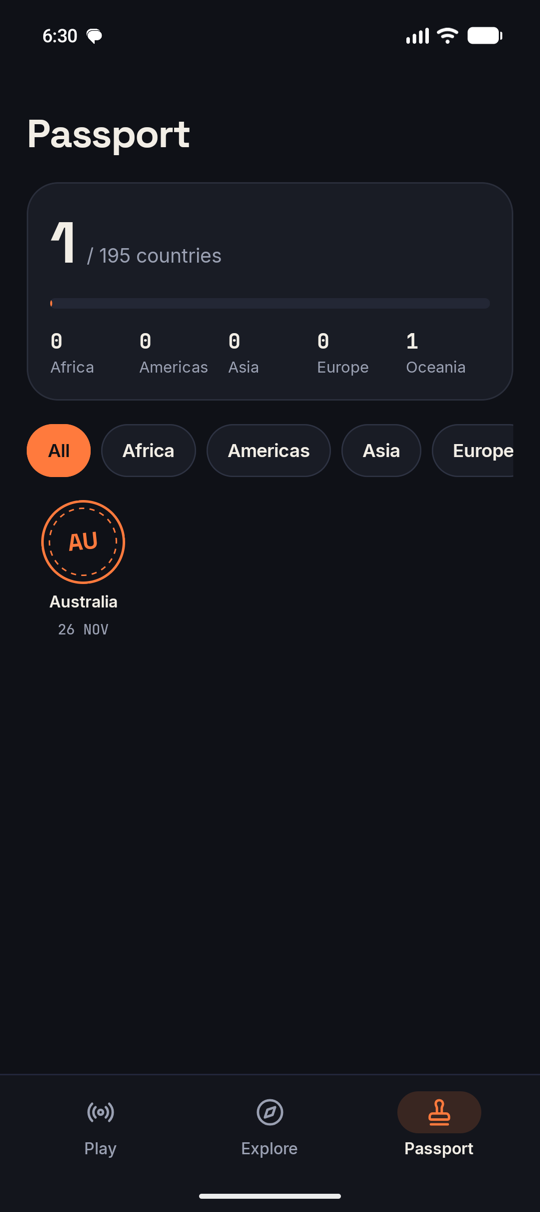 6:30
Passport
1 / 195 countries
0 0 0 0 1
Africa Americas Asia Europe Oceania
All Africa Americas Asia Europe
AU
Australia
26 NOV
Play Explore Passport